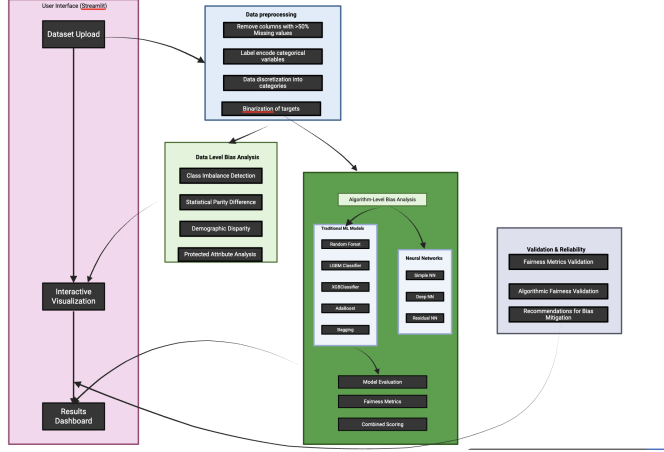 User Interface (Streamlit)
Dataset Upload
Interactive
Visualization
Results
Dashboard
Data preprocessing
Remove columns with >50%
Missing values
Label encode categorical
variables
Data discretization into
categories
Binarization of targets
Data Level Bias Analysis
Class Imbalance Detection
Statistical Parity Difference
Demographic Disparity
Protected Attribute Analysis
Algorithm-Level Bias Analysis
Traditional ML Models
Random Forest
LGBM Classifier
XGBClassifier
AdaBoost
Bagging
Neural Networks
Simple NN
Deep NN
Residual NN
Model Evaluation
Fairness Metrics
Combined Scoring
Validation & Reliability
Fairness Metrics Validation
Algorithmic Fairness Validation
Recommendations for Bias
Mitigation